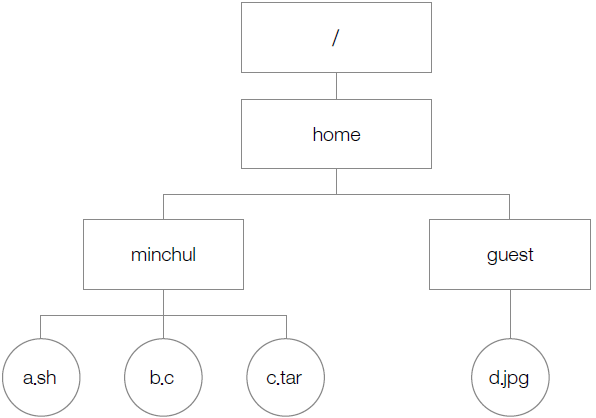 /
home
minchul
guest
a.sh
b.c
c.tar
d.jpg